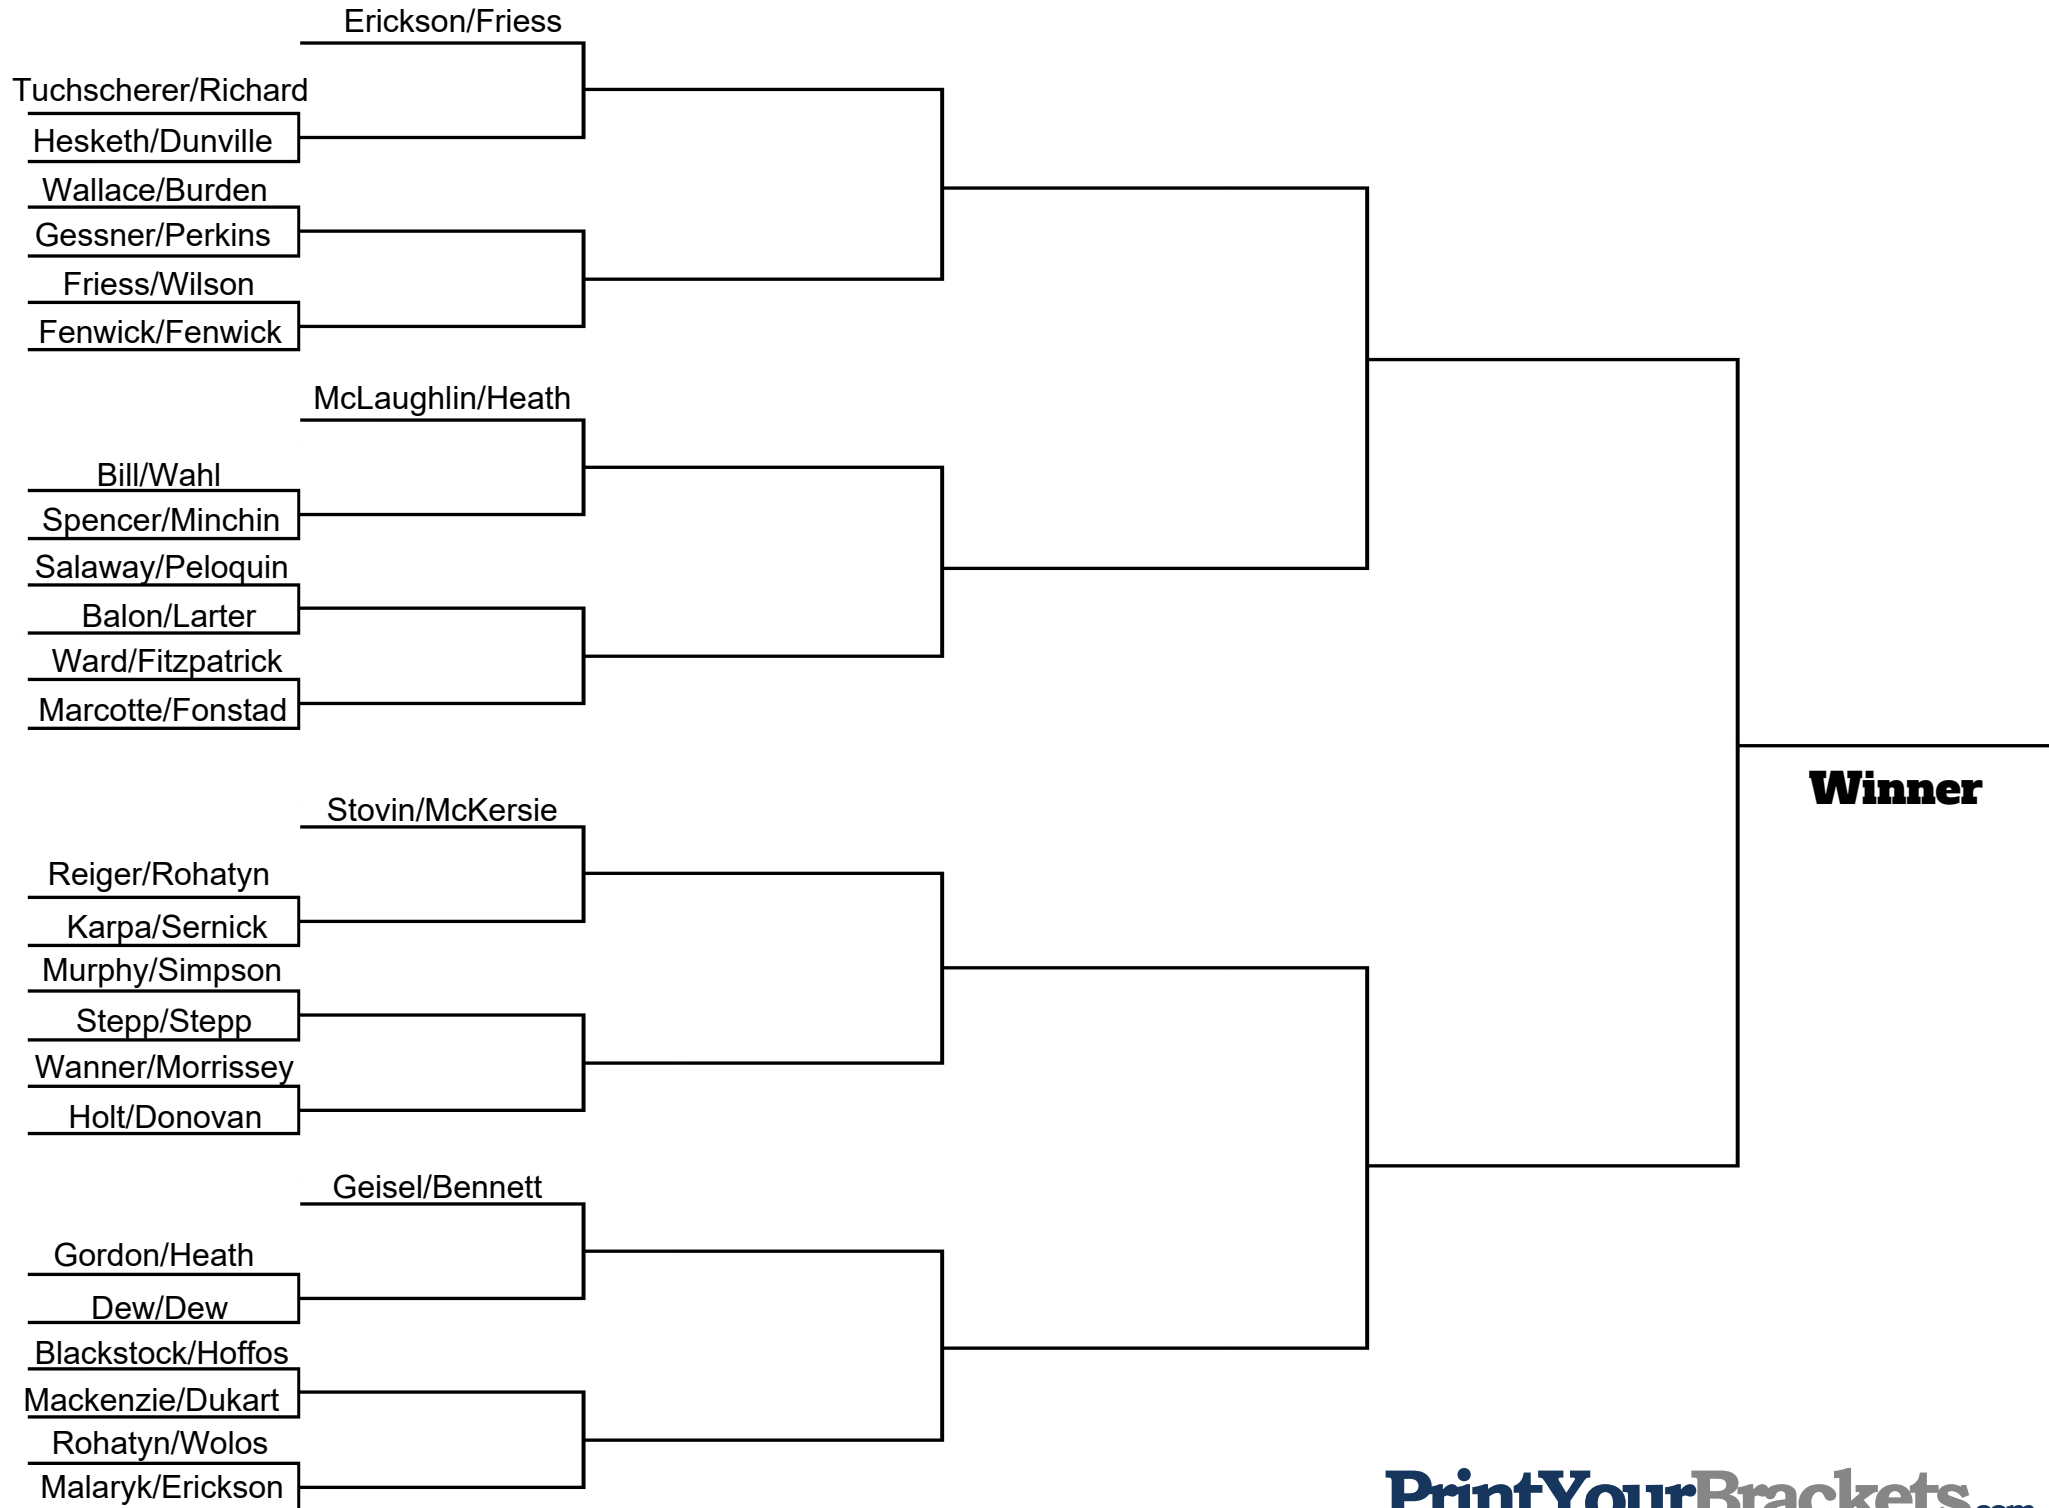 Erickson/Friess
Tuchscherer/Richard
Hesketh/Dunville
Wallace/Burden
Gessner/Perkins
Friess/Wilson
Fenwick/Fenwick
McLaughlin/Heath
Bill/Wahl
Spencer/Minchin
Salaway/Peloquin
Balon/Larter
Ward/Fitzpatrick
Marcotte/Fonstad
Winner
Stovin/McKersie
Reiger/Rohatyn
Karpa/Sernick
Murphy/Simpson
Stepp/Stepp
Wanner/Morrissey
Holt/Donovan
Geisel/Bennett
Gordon/Heath
Dew/Dew
Blackstock/Hoffos
Mackenzie/Dukart
Rohatyn/Wolos
Malaryk/Erickson
PrintYourBrackets.com